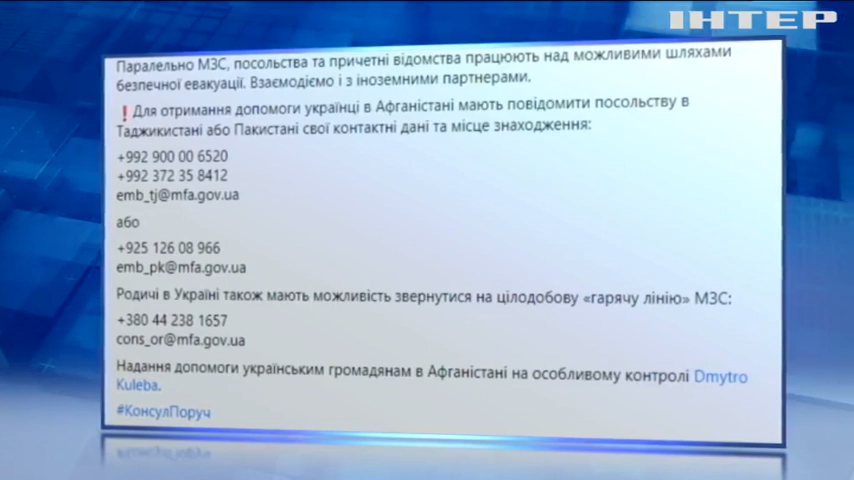 ІНТЕР
Паралельно МЗС, посольства та причетні відомства працюють над можливими шляхами
безпечної евакуації. Взаємодіємо і з іноземними партнерами.
❗Для отримання допомоги українці в Афганістані мають повідомити посольству в
Таджикистані або Пакистані свої контактні дані та місце знаходження:
+992 900 00 6520
+992 372 35 8412
emb_tj@mfa.gov.ua
або
+925 126 08 966
emb_pk@mfa.gov.ua
Родичі в Україні також мають можливість звернутися на цілодобову «гарячу лінію» МЗС:
+380 44 238 1657
cons_or@mfa.gov.ua
Надання допомоги українським громадянам в Афганістані на особливому контролі Dmytro
Kuleba.
#КонсулПоруч